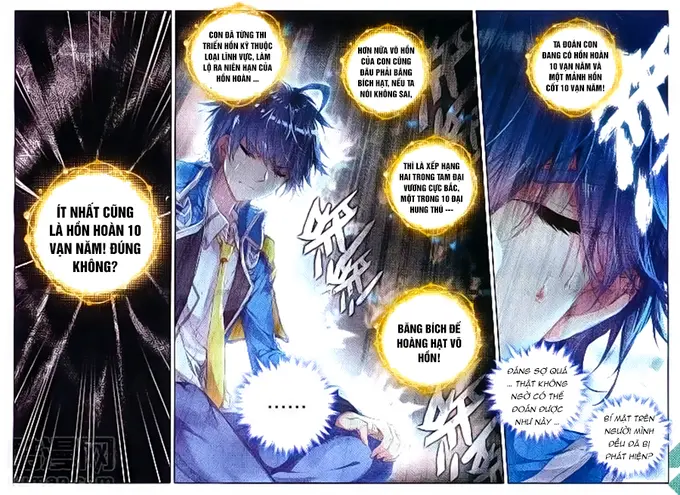 ÍT NHẤT CŨNG
LÀ HỒN HOÀN 10
VẠN NĂM! ĐÚNG
KHÔNG?
CON ĐÃ TỪNG THI
TRIỂN HỒN KỸ THUỘC
LOẠI LĨNH VỰC, LÀM
LỘ RA NIÊN HẠN CỦA
HỒN HOÀN ...
HƠN NỮA VÕ HỒN
CỦA CON CŨNG
ĐÂU PHẢI BĂNG
BÍCH HẠT, NẾU TA
NÓI KHÔNG SAI,
THÌ LÀ XẾP HẠNG
HAI TRONG TAM ĐẠI
VƯƠNG CỰC BẮC,
MỘT TRONG 10 ĐẠI
HUNG THÚ ---
BĂNG BÍCH ĐẾ
HOÀNG HẠT VÕ
HỒN!
......
TA ĐOÁN CON
ĐANG CÓ HỒN HOÀN
10 VẠN NĂM VÀ
MỘT MẢNH HỒN
CỐT 10 VẠN NĂM!
ĐÁNG SỢ QUÁ
... THẬT KHÔNG
NGỜ CÓ THỂ
ĐOÁN ĐƯỢC
NHƯ NÀY ...
BÍ MẬT TRÊN
NGƯỜI MÌNH
ĐỀU ĐÃ BỊ
PHÁT HIỆN?